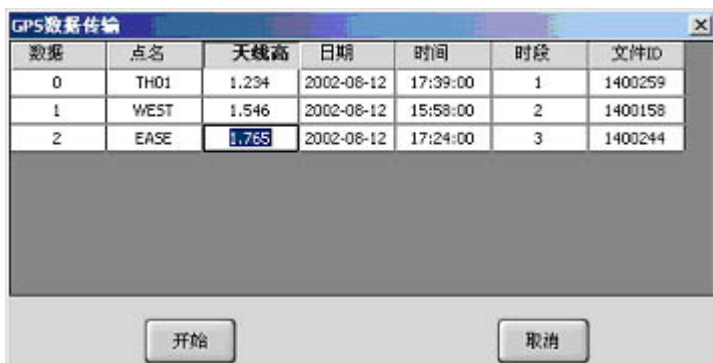 GPS数据传输
数据 点名 天线高 日期 时间 时段 文件ID
0 TH01 1.234 2002-08-12 17:39:00 1 1400259
1 WEST 1.546 2002-08-12 15:58:00 2 1400158
2 EASE 1.765 2002-08-12 17:24:00 3 1400244
开始 取消